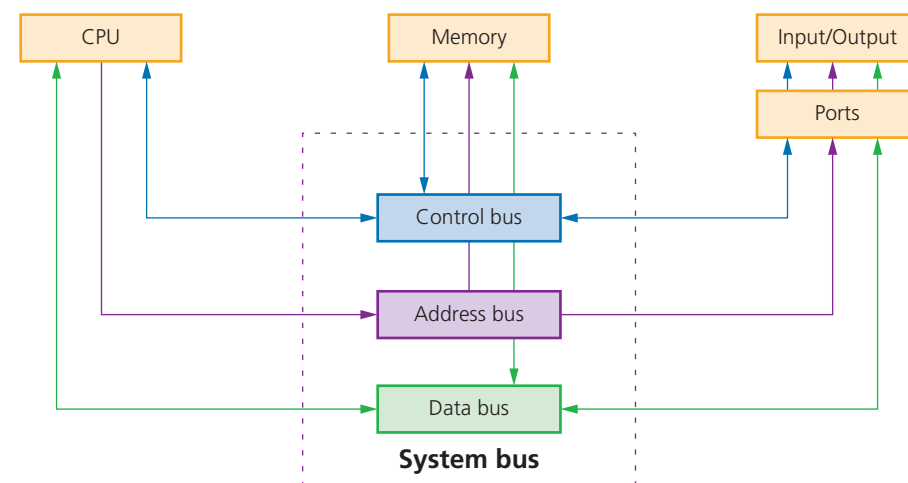 CPU
Memory
Input/Output
Ports
Control bus
Address bus
Data bus
System bus